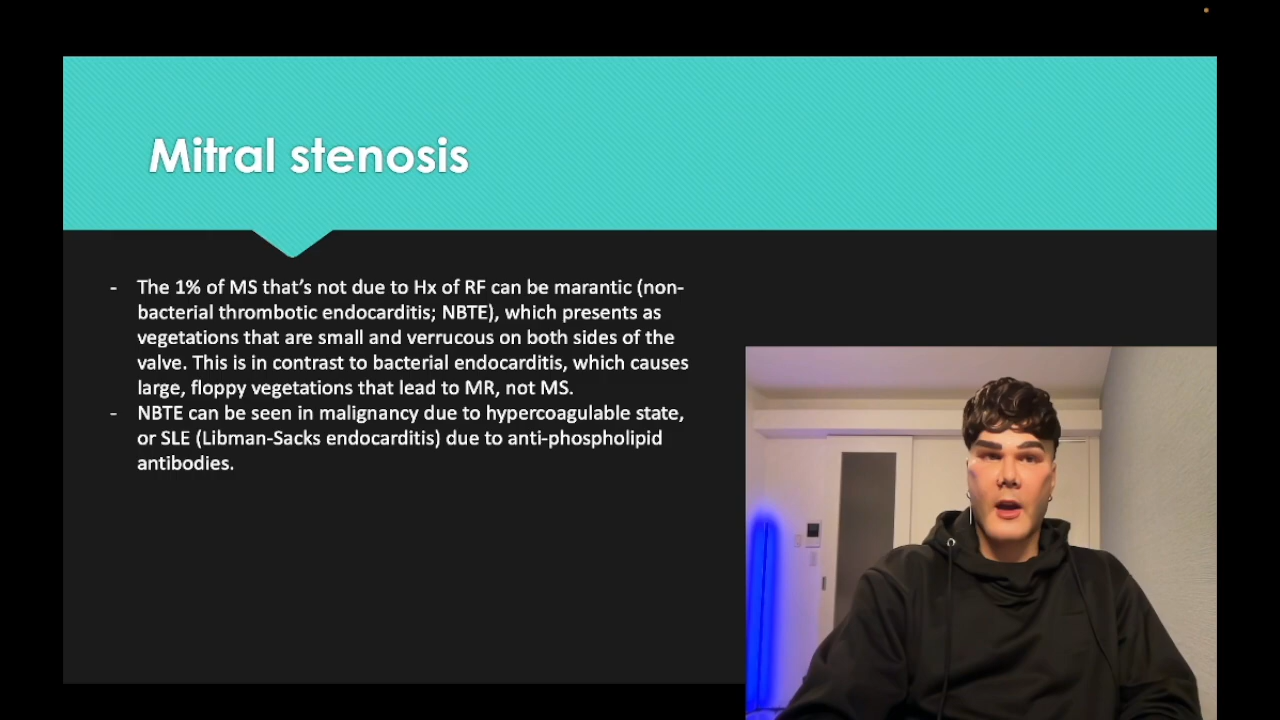 Mitral stenosis
- The 1% of MS that’s not due to Hx of RF can be marantic (non-
bacterial thrombotic endocarditis; NBTE), which presents as
vegetations that are small and verrucous on both sides of the
valve. This is in contrast to bacterial endocarditis, which causes
large, floppy vegetations that lead to MR, not MS.
- NBTE can be seen in malignancy due to hypercoagulable state,
or SLE (Libman-Sacks endocarditis) due to anti-phospholipid
antibodies.